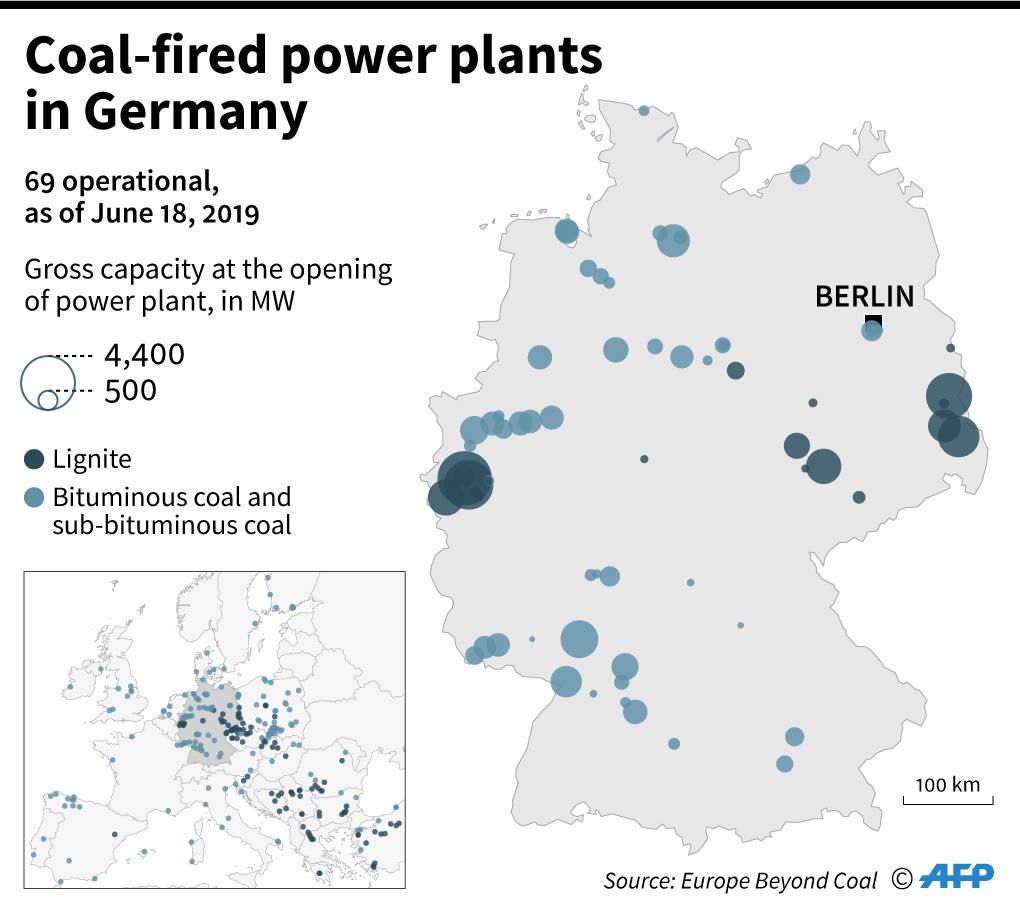 Coal-fired power plants
in Germany
69 operational,
as of June 18, 2019
Gross capacity at the opening
of power plant, in MW
4,400
500
Lignite
Bituminous coal and
sub-bituminous coal
BERLIN
100 km
Source: Europe Beyond Coal © AFP